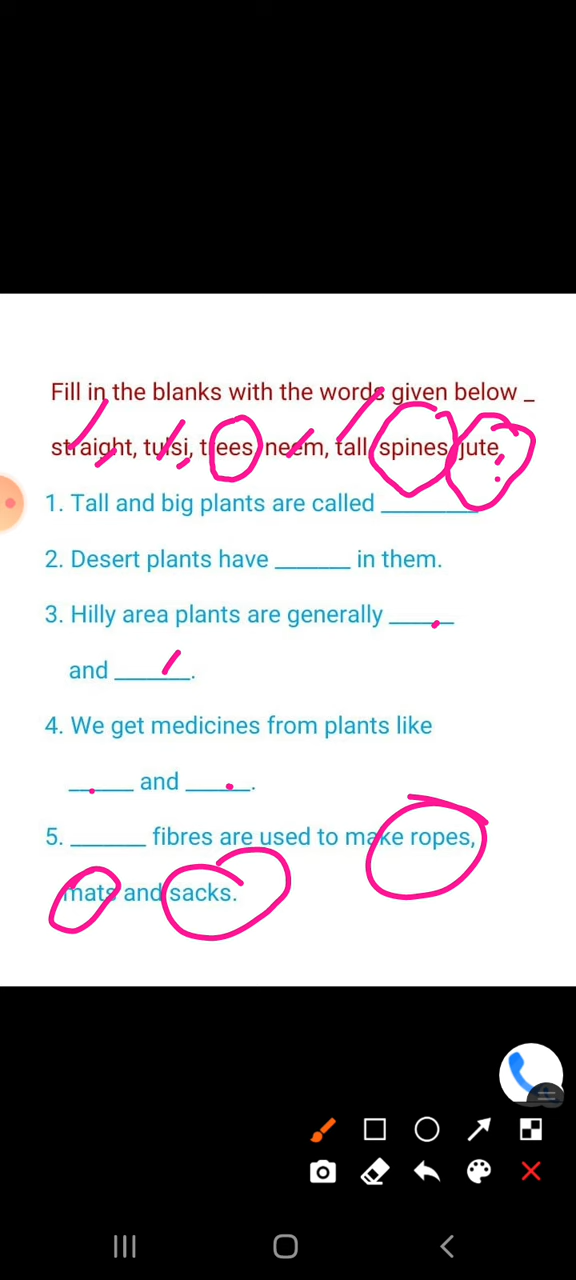 Fill in the blanks with the words given below _
straight, tulsi, trees, neem, tall, spines, jute.
1. Tall and big plants are called ________
2. Desert plants have ______ in them.
3. Hilly area plants are generally _____
and ______.
4. We get medicines from plants like
_____ and _____.
5. ______ fibres are used to make ropes,
mats and sacks.